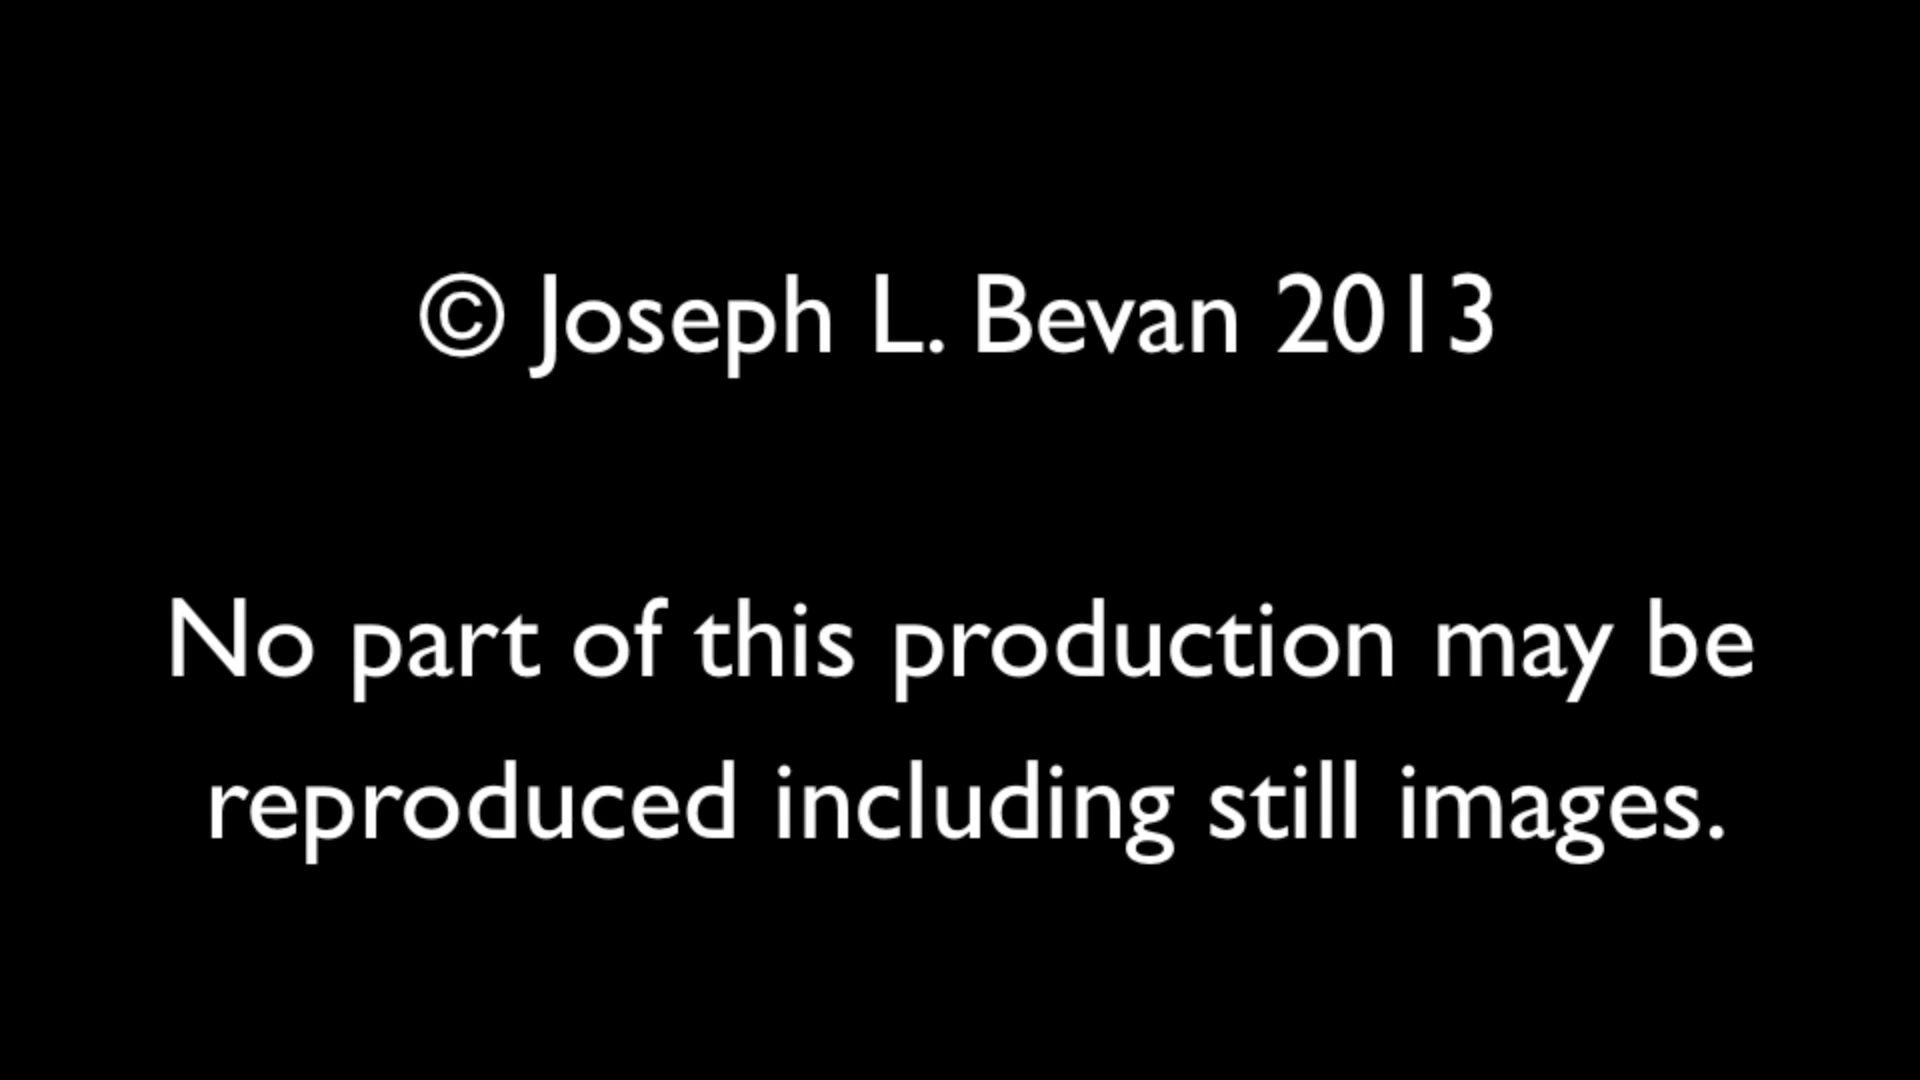 © Joseph L. Bevan 2013
No part of this production may be
reproduced including still images.